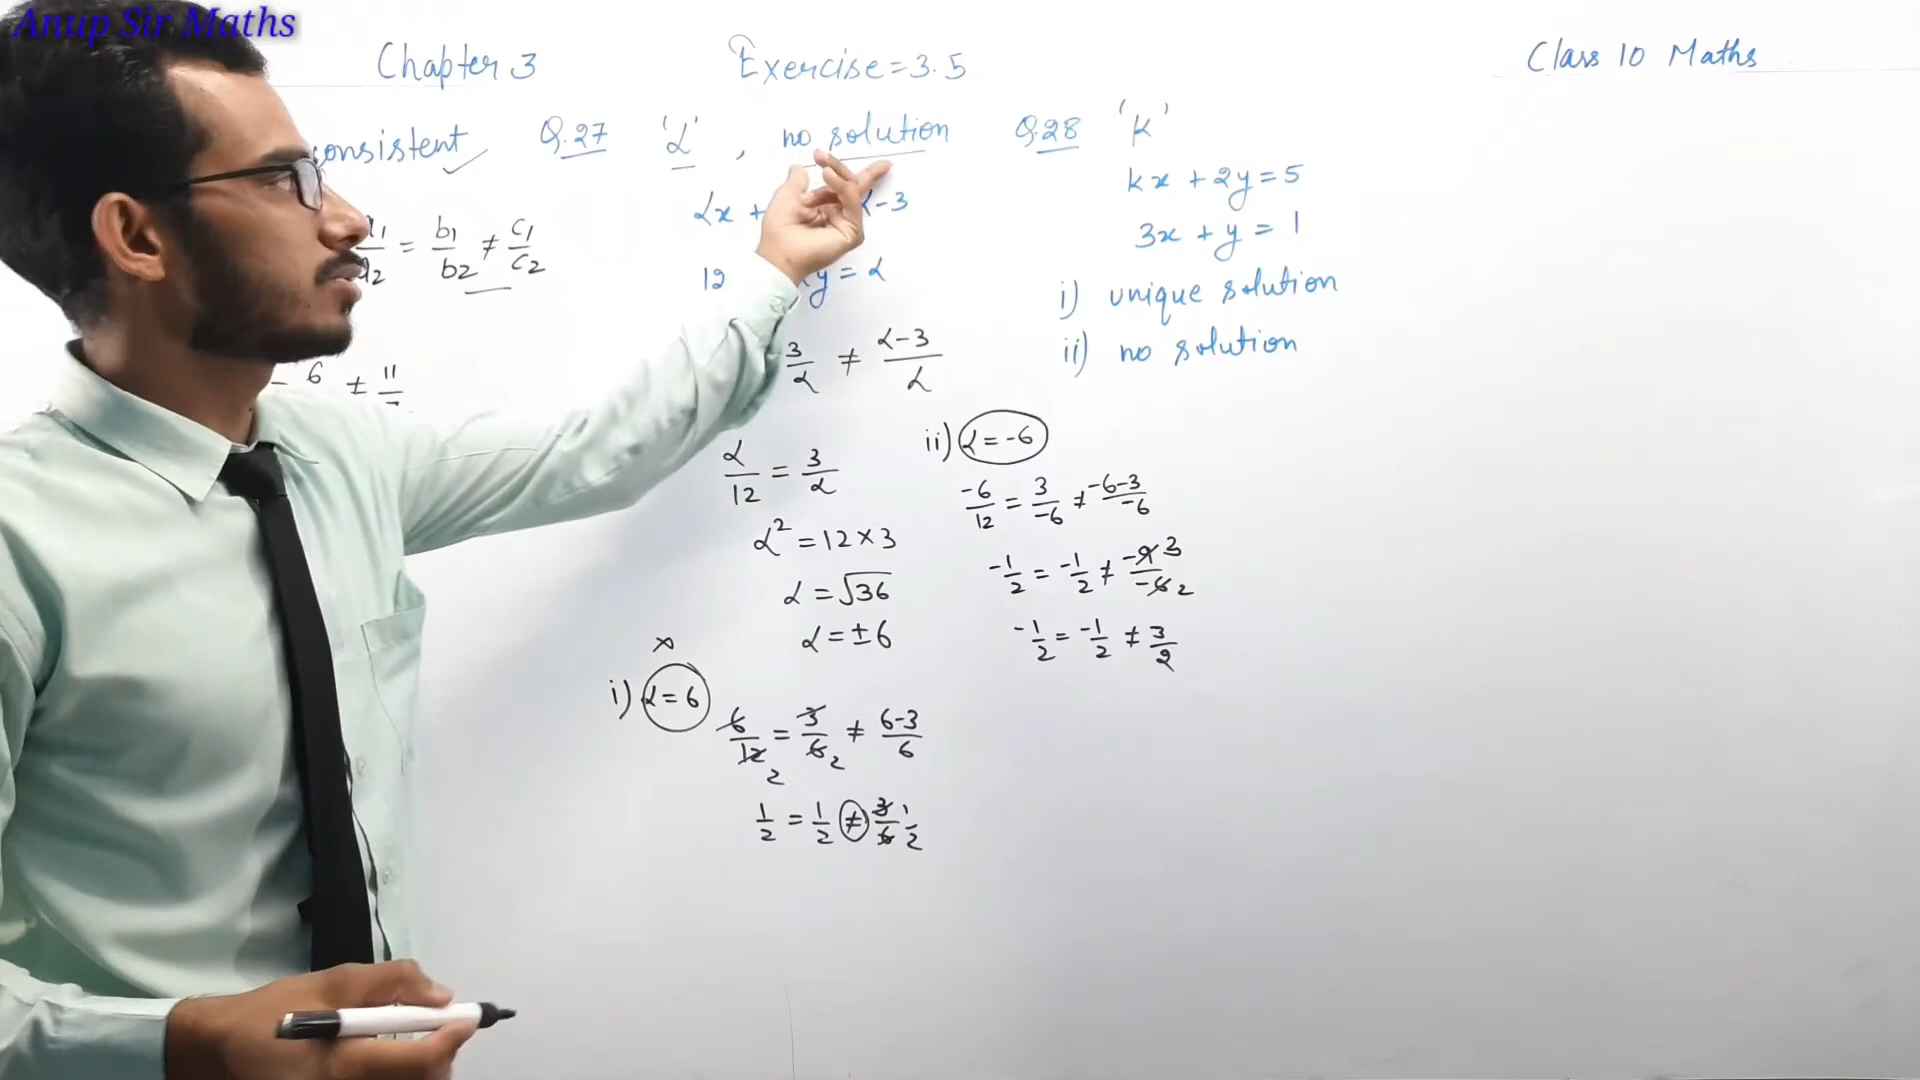 Anup Sir Maths
Chapter 3
Exercise = 3.5
Class 10 Maths
consistent
a₁/a₂ = b₁/b₂ ≠ c₁/c₂
6 ≠ 11
Q.27 'α', no solution
αx + α-3
12 y = α
3/α ≠ α-3/α
α/12 = 3/α
α² = 12 × 3
α = √36
α = ±6
i) α = 6
6/12 2 = 3/6 2 ≠ 6-3/6
1/2 = 1/2 ≠ 3/6 1/2
ii) α = -6
-6/12 = 3/-6 ≠ -6-3/-6
-1/2 = -1/2 ≠ -9 3/-6 2
-1/2 = -1/2 ≠ 3/2
Q.28 'K'
kx + 2y = 5
3x + y = 1
i) unique solution
ii) no solution